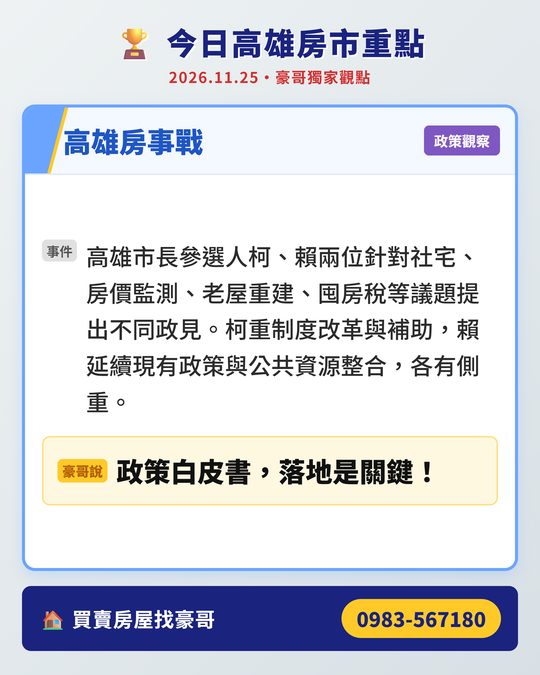 今日高雄房市重點
2026.11.25・豪哥獨家觀點
高雄房事戰
政策觀察
事件
高雄市長參選人柯、賴兩位針對社宅、
房價監測、老屋重建、囤房稅等議題提
出不同政見。柯重制度改革與補助，賴
延續現有政策與公共資源整合，各有側
重。
豪哥說
政策白皮書，落地是關鍵！
買賣房屋找豪哥
0983-567180